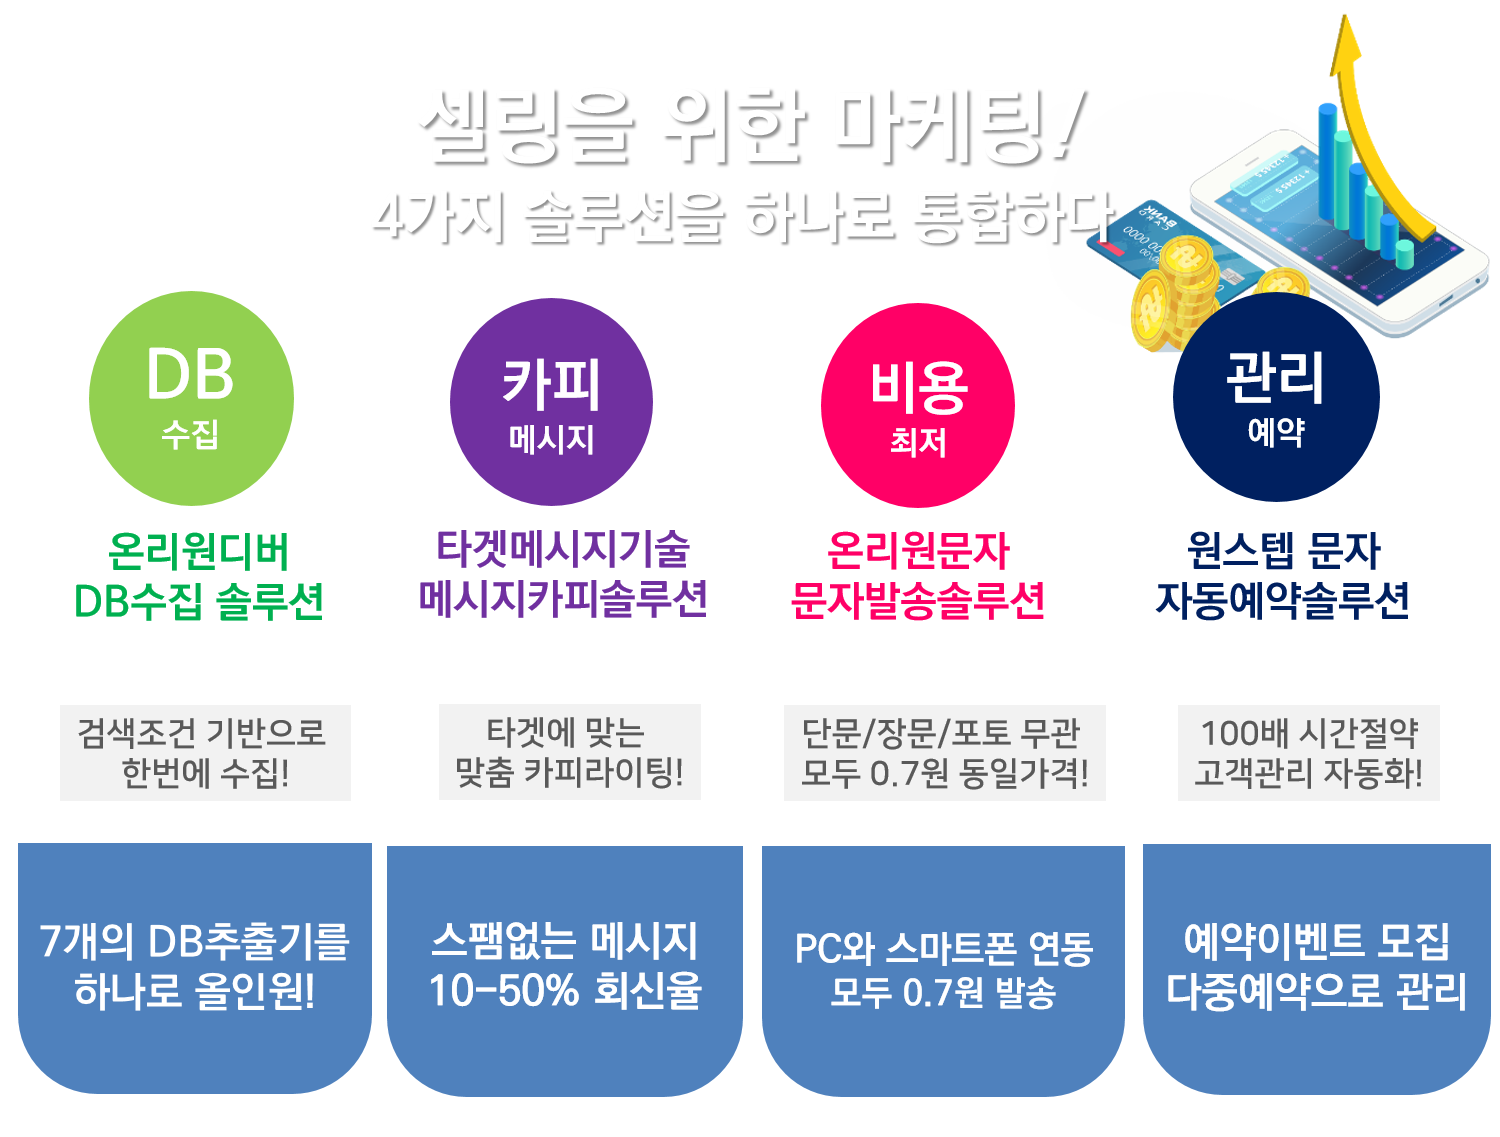 셀링을 위한 마케팅!
4가지 솔루션을 하나로 통합하다
BANK
CARD
DB
수집
카피
메시지
비용
최저
관리
예약
온리원디버
DB수집 솔루션
타겟메시지기술
메시지카피솔루션
온리원문자
문자발송솔루션
원스텝 문자
자동예약솔루션
검색조건 기반으로
한번에 수집!
타겟에 맞는
맞춤 카피라이팅!
단문/장문/포토 무관
모두 0.7원 동일가격!
100배 시간절약
고객관리 자동화!
7개의 DB추출기를
하나로 올인원!
스팸없는 메시지
10-50% 회신율
PC와 스마트폰 연동
모두 0.7원 발송
예약이벤트 모집
다중예약으로 관리